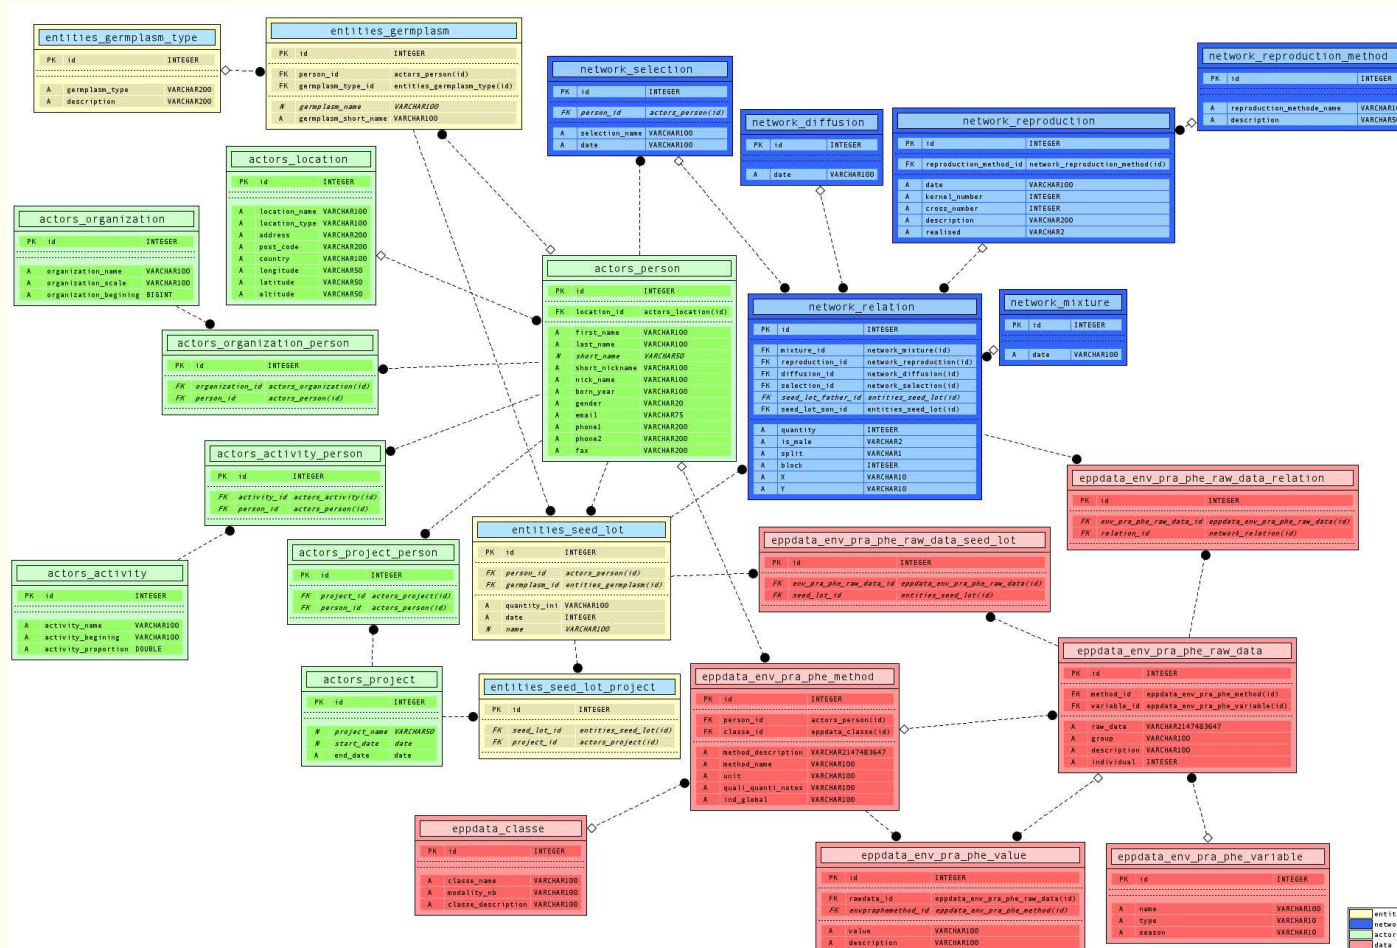 entities_germplasm_type
PK id INTEGER
A germplasm_type VARCHAR200
A description VARCHAR200
entities_germplasm
PK id INTEGER
FK person_id actors_person(id)
FK germplasm_type_id entities_germplasm_type(id)
N germplasm_name VARCHAR100
A germplasm_short_name VARCHAR100
network_selection
PK id INTEGER
FK person_id actors_person(id)
A selection_name VARCHAR100
A date VARCHAR100
network_diffusion
PK id INTEGER
A date VARCHAR100
network_reproduction
PK id INTEGER
FK reproduction_method_id network_reproduction_method(id)
A date VARCHAR100
A kernel_number INTEGER
A cross_number INTEGER
A description VARCHAR200
A realised VARCHAR2
network_reproduction_method
PK id INTEGER
A reproduction_methode_name
A description
actors_location
PK id INTEGER
A location_name VARCHAR100
A location_type VARCHAR100
A address VARCHAR200
A post_code VARCHAR200
A country VARCHAR100
A longitude VARCHAR50
A latitude VARCHAR50
A altitude VARCHAR50
actors_organization
PK id INTEGER
A organization_name VARCHAR100
A organization_scale VARCHAR100
A organization_begining BIGINT
actors_person
PK id INTEGER
FK location_id actors_location(id)
A first_name VARCHAR100
A last_name VARCHAR100
N short_name VARCHAR50
A short_nickname VARCHAR100
A nick_name VARCHAR100
A born_year VARCHAR100
A gender VARCHAR20
A email VARCHAR75
A phone1 VARCHAR200
A phone2 VARCHAR200
A fax VARCHAR200
network_relation
PK id INTEGER
FK mixture_id network_mixture(id)
FK reproduction_id network_reproduction(id)
FK diffusion_id network_diffusion(id)
FK selection_id network_selection(id)
FK seed_lot_father_id entities_seed_lot(id)
FK seed_lot_son_id entities_seed_lot(id)
A quantity INTEGER
A is_male VARCHAR2
A split VARCHAR1
A block INTEGER
A X VARCHAR10
A Y VARCHAR10
network_mixture
PK id INTEGER
A date VARCHAR100
actors_organization_person
PK id INTEGER
FK organization_id actors_organization(id)
FK person_id actors_person(id)
actors_activity_person
PK id INTEGER
FK activity_id actors_activity(id)
FK person_id actors_person(id)
eppdata_env_pra_phe_raw_data_relation
PK id INTEGER
FK env_pra_phe_raw_data_id eppdata_env_pra_phe_raw_data(id)
FK relation_id network_relation(id)
entities_seed_lot
PK id INTEGER
FK person_id actors_person(id)
FK germplasm_id entities_germplasm(id)
A quantity_ini VARCHAR100
A date INTEGER
N name VARCHAR100
eppdata_env_pra_phe_raw_data_seed_lot
PK id INTEGER
FK env_pra_phe_raw_data_id eppdata_env_pra_phe_raw_data(id)
FK seed_lot_id entities_seed_lot(id)
actors_project_person
PK id INTEGER
FK project_id actors_project(id)
FK person_id actors_person(id)
actors_activity
PK id INTEGER
A activity_name VARCHAR100
A activity_begining VARCHAR100
A activity_proportion DOUBLE
actors_project
PK id INTEGER
N project_name VARCHAR50
N start_date date
A end_date date
entities_seed_lot_project
PK id INTEGER
FK seed_lot_id entities_seed_lot(id)
FK project_id actors_project(id)
eppdata_env_pra_phe_method
PK id INTEGER
FK person_id actors_person(id)
FK classe_id eppdata_classe(id)
A method_description VARCHAR2147483647
A method_name VARCHAR100
A unit VARCHAR100
A quali_quanti_notes VARCHAR100
A ind_global VARCHAR100
eppdata_env_pra_phe_raw_data
PK id INTEGER
FK method_id eppdata_env_pra_phe_method(id)
FK variable_id eppdata_env_pra_phe_variable(id)
A raw_data VARCHAR2147483647
A group VARCHAR100
A description VARCHAR100
A individual INTEGER
eppdata_classe
PK id INTEGER
A classe_name VARCHAR100
A modality_nb VARCHAR100
A classe_description VARCHAR100
eppdata_env_pra_phe_value
PK id INTEGER
FK rawdata_id eppdata_env_pra_phe_raw_data(id)
FK envpraphemethod_id eppdata_env_pra_phe_method(id)
A value VARCHAR100
A description VARCHAR100
eppdata_env_pra_phe_variable
PK id INTEGER
A name VARCHAR100
A type VARCHAR10
A season VARCHAR10
entit
netwo
actor
data